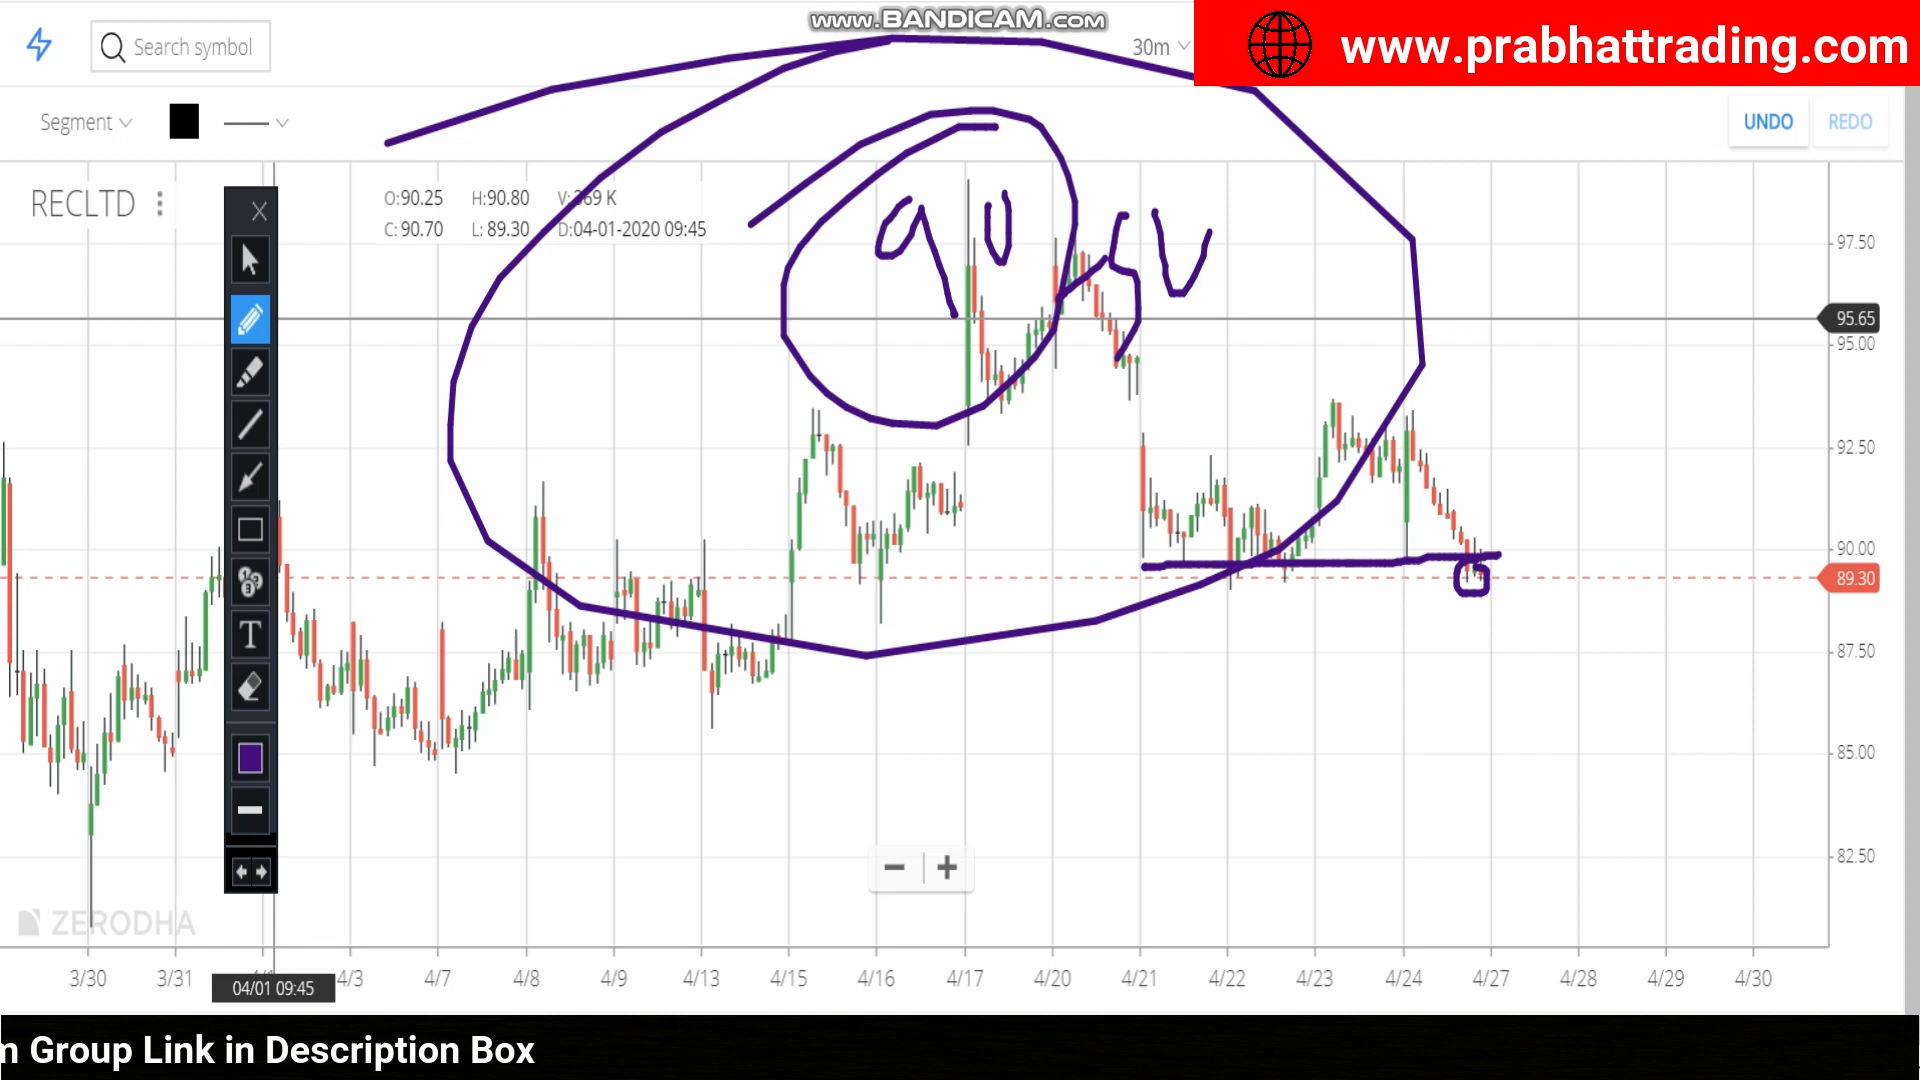 www.BANDICAM.com
Search symbol
30m
www.prabhattrading.com
Segment
UNDO
REDO
RECLTD
O:90.25 H:90.80 V:369 K
C: 90.70 L: 89.30 D:04-01-2020 09:45
90
97.50
95.65
95.00
92.50
90.00
89.30
87.50
85.00
82.50
T
ZERODHA
3/30 3/31 4/3 4/7 4/8 4/9 4/13 4/15 4/16 4/17 4/20 4/21 4/22 4/23 4/24 4/27 4/28 4/29 4/30
04/01 09:45
m Group Link in Description Box